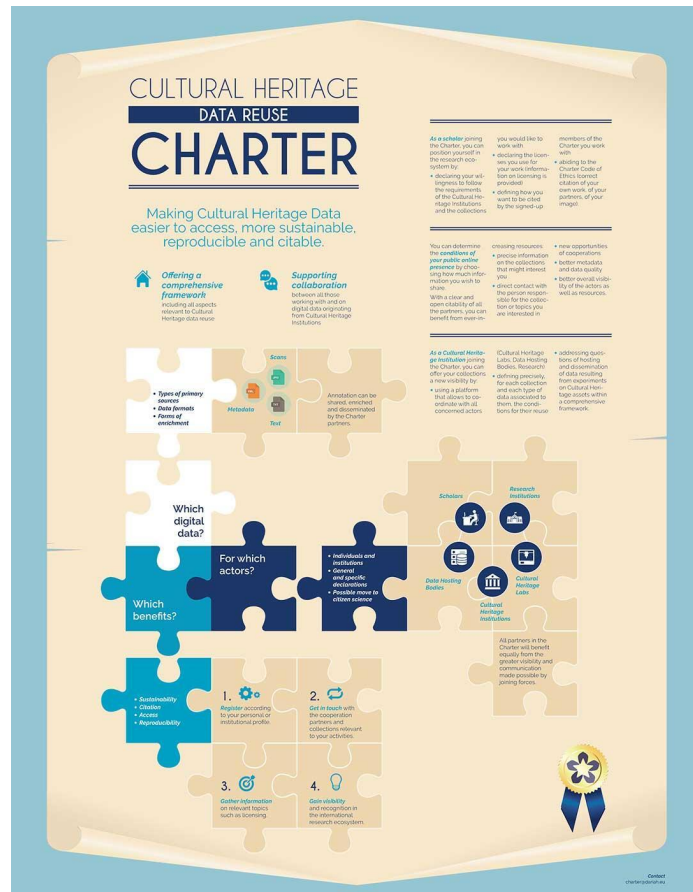 CULTURAL HERITAGE
DATA REUSE
CHARTER
Making Cultural Heritage Data
easier to access, more sustainable,
reproducible and citable.
Offering a
comprehensive
framework
including all aspects
relevant to Cultural
Heritage data reuse
Supporting
collaboration
between all those
working with and on
digital data originating
from Cultural Heritage
Institutions.
As a scholar joining
the Charter, you can
position yourself in
the research eco-
system by:
• declaring your wil-
lingness to follow
the requirements
of the Cultural He-
ritage institutions
and the collections
you would like to
work with
• declaring the licen-
ses you use for
your work (informa-
tion on licensing is
provided)
• defining how you
want to be cited
by the signed-up
members of the
Charter you work
with
• abiding to the
Charter Code of
Ethics (correct
citation of your
own work, of your
partners, of your
image)
You can determine
the conditions of
your public online
presence by choo-
sing how much infor-
mation you wish to
share.
With a clear and
open citability of all
the partners, you can
benefit from ever-in-
creasing resources
• precise information
on the collections
that might interest
you
• direct contact with
the person respon-
sible for the collec-
tion or topics you
are interested in
• new opportunities
of cooperations
• better metadata
and data quality
• better overall visibi-
lity of the actors as
well as resources.
As a Cultural Herita-
ge Institution joining
the Charter, you can
offer your collections
a new visibility by
• using a platform
that allows to co-
ordinate with all
concerned actors
(Cultural Heritage
Labs, Data Hosting
Bodies, Research)
• defining precisely,
for each collection
and each type of
data associated to
them, the condi-
tions for their reuse
• addressing ques-
tions of hosting
and dissemination
of data resulting
from experiments
on Cultural Heri-
tage assets within
a comprehensive
framework.
• Types of primary
sources
• Data formats
• Forms of
enrichment
Scans
Metadata
Text
Annotation can be
shared, enriched
and disseminated
by the Charter
partners.
Which
digital
data?
For which
actors?
• Individuals and
institutions
• General
and specific
declarations
• Possible move to
citizen science
Scholars
Research
Institutions
Data Hosting
Bodies
Cultural
Heritage
Labs
Cultural
Heritage
Institutions
Which
benefits?
All partners in the
Charter will benefit
equally from the
greater visibility and
communication
made possible by
joining forces.
• Sustainability
• Citation
• Access
• Reproducibility
1.
Register according
to your personal or
institutional profile.
2.
Get in touch with
the cooperation
partners and
collections relevant
to your activities.
3.
Gather information
on relevant topics
such as licensing.
4.
Gain visibility
and recognition in
the international
research ecosystem.
Contact